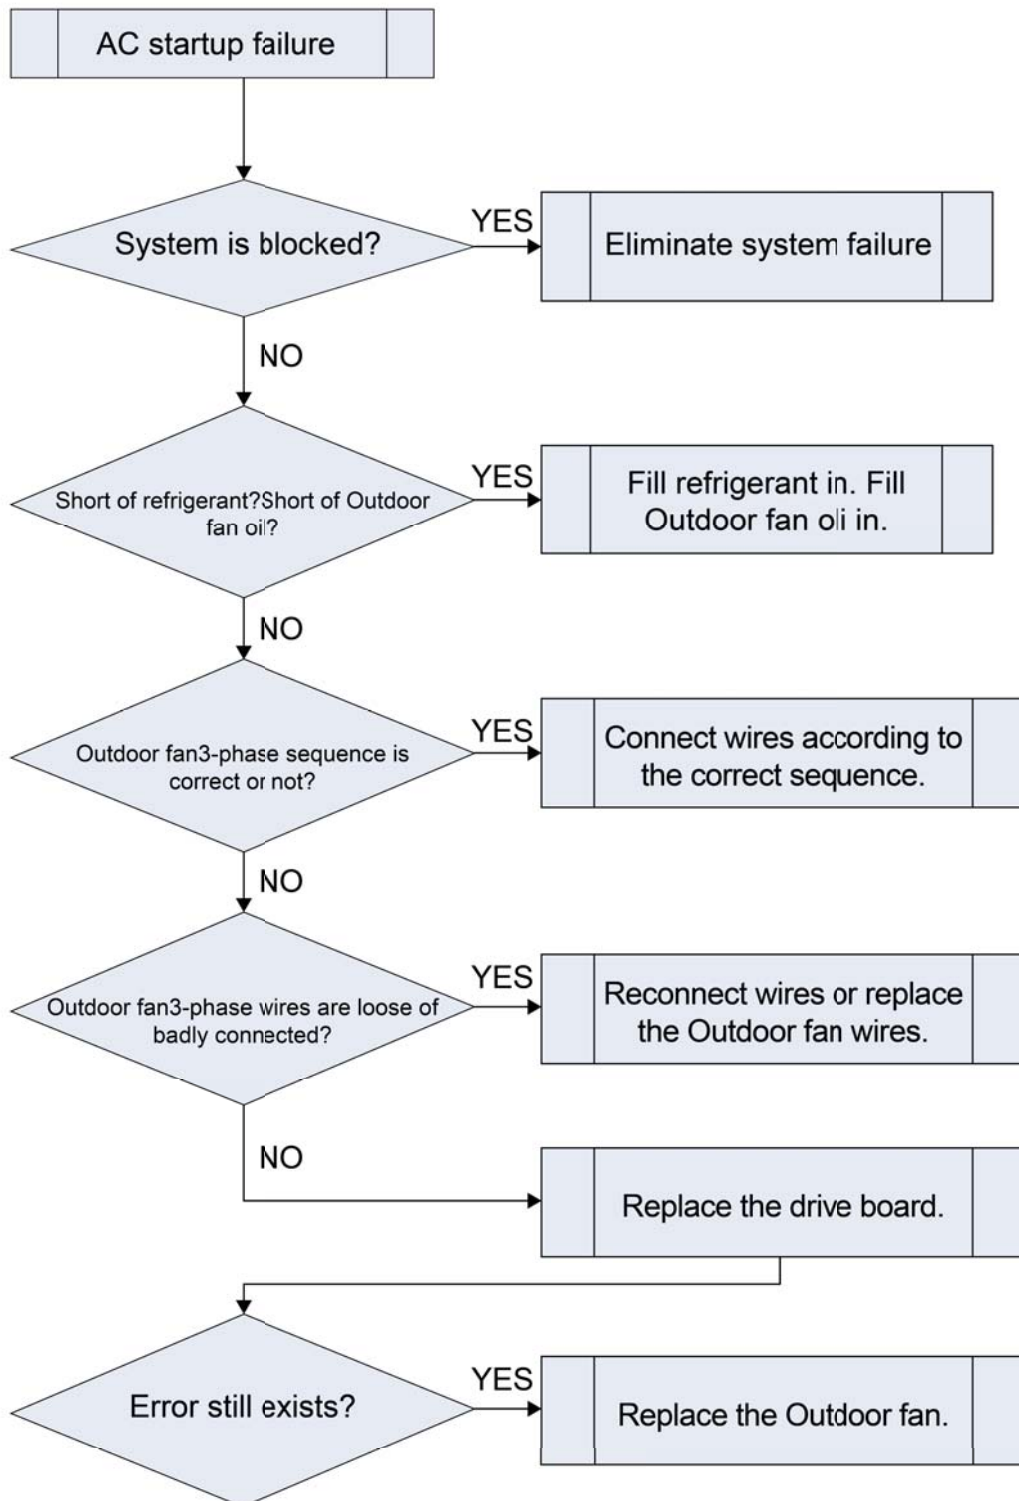 AC startup failure
System is blocked?
YES
Eliminate system failure
NO
Short of refrigerant?Short of Outdoor
fan oil?
YES
Fill refrigerant in. Fill
Outdoor fan oli in.
NO
Outdoor fan3-phase sequence is
correct or not?
YES
Connect wires according to
the correct sequence.
NO
Outdoor fan3-phase wires are loose of
badly connected?
YES
Reconnect wires or replace
the Outdoor fan wires.
NO
Replace the drive board.
Error still exists?
YES
Replace the Outdoor fan.